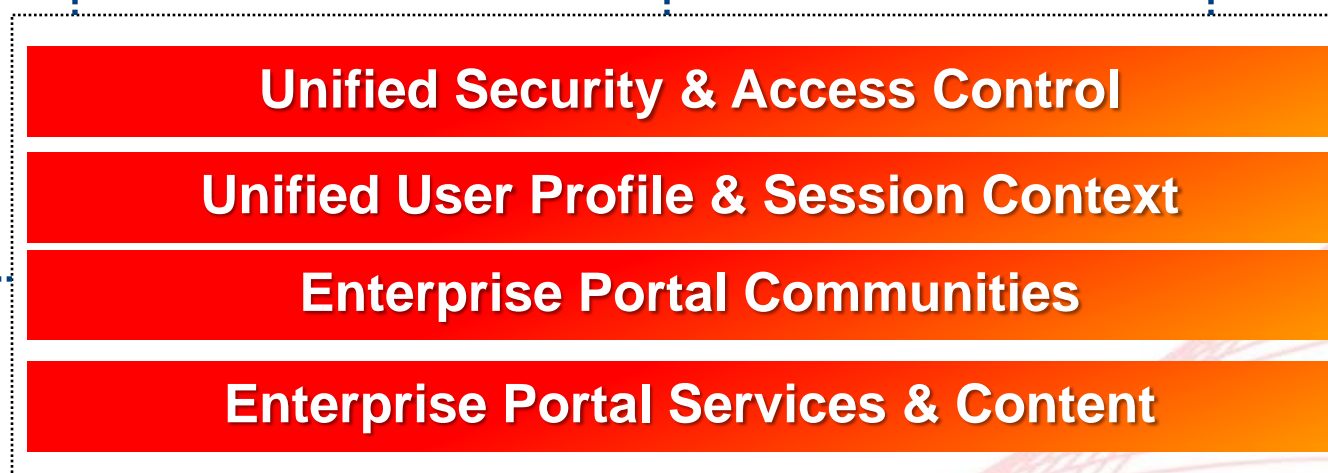 Unified Security & Access Control
Unified User Profile & Session Context
Enterprise Portal Communities
Enterprise Portal Services & Content